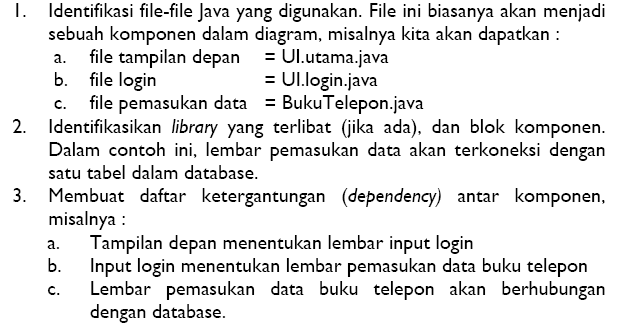 1. Identifikasi file-file Java yang digunakan. File ini biasanya akan menjadi
sebuah komponen dalam diagram, misalnya kita akan dapatkan :
a. file tampilan depan = UI.utama.java
b. file login = UI.login.java
c. file pemasukan data = BukuTelepon.java
2. Identifikasikan library yang terlibat (jika ada), dan blok komponen.
Dalam contoh ini, lembar pemasukan data akan terkoneksi dengan
satu tabel dalam database.
3. Membuat daftar ketergantungan (dependency) antar komponen,
misalnya :
a. Tampilan depan menentukan lembar input login
b. Input login menentukan lembar pemasukan data buku telepon
c. Lembar pemasukan data buku telepon akan berhubungan
dengan database.